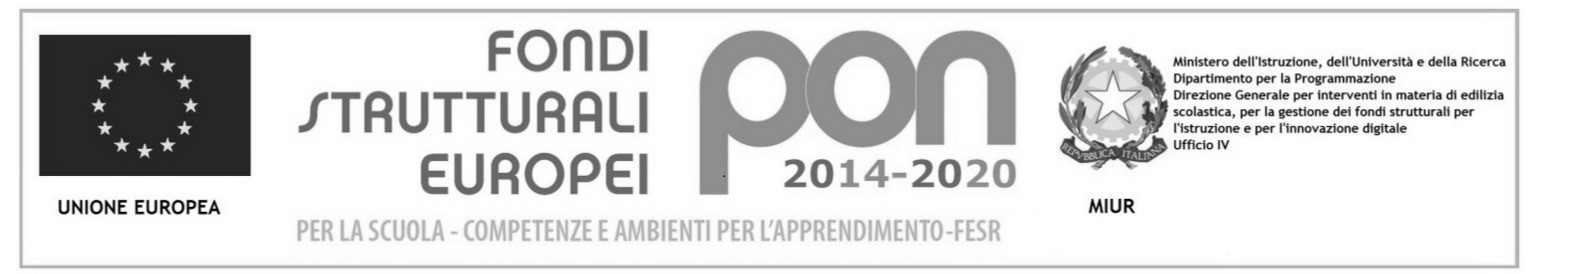 UNIONE EUROPEA
FONDI
STRUTTURALI
EUROPEI
pon
2014-2020
PER LA SCUOLA - COMPETENZE E AMBIENTI PER L'APPRENDIMENTO-FESR
REPVBBLICA ITALIANA
MIUR
Ministero dell'Istruzione, dell'Università e della Ricerca
Dipartimento per la Programmazione
Direzione Generale per interventi in materia di edilizia
scolastica, per la gestione dei fondi strutturali per
l'istruzione e per l'innovazione digitale
Ufficio IV